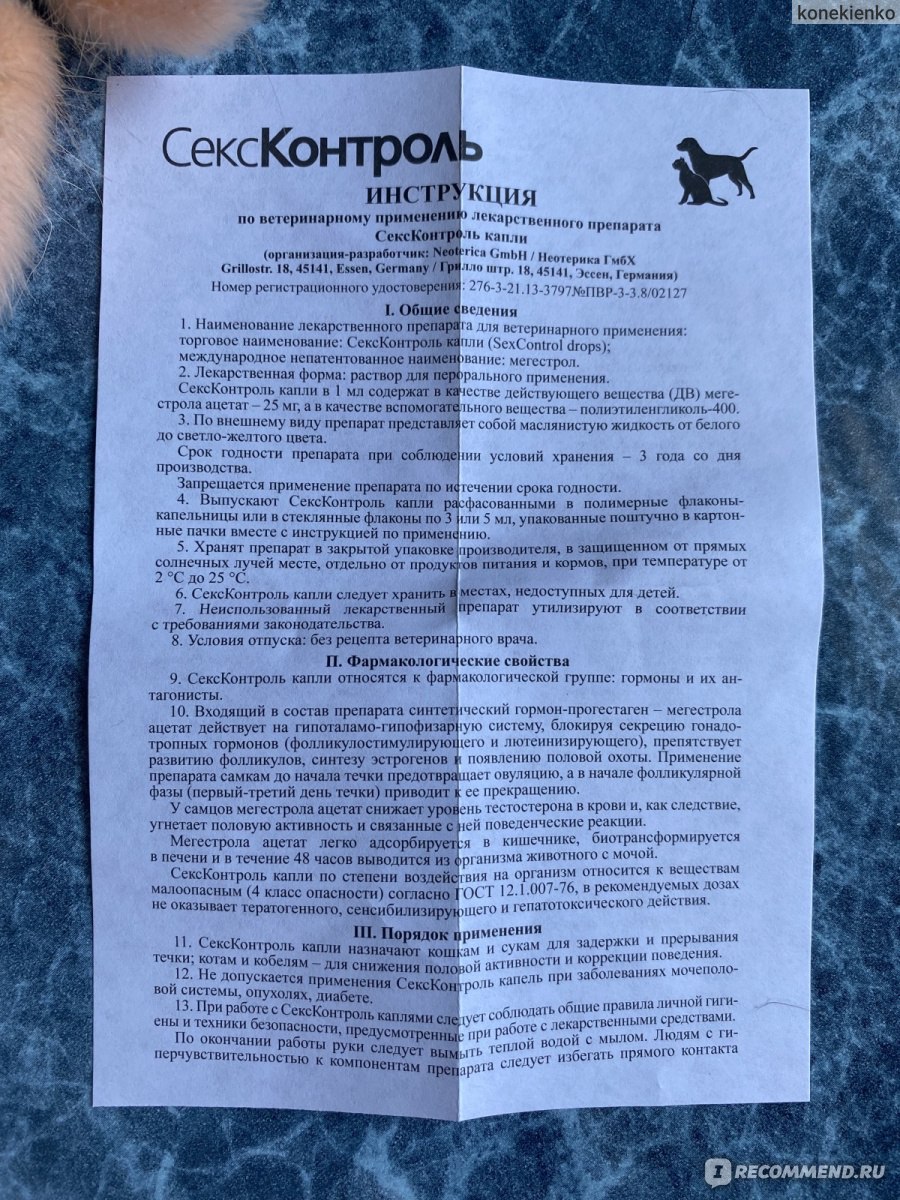 konekienko
СексКонтроль
ИНСТРУКЦИЯ
по ветеринарному применению лекарственного препарата
СексКонтроль капли
(организация-разработчик: Neoterica GmbH / Неотерика ГмбХ
Grillostr. 18, 45141, Essen, Germany / Грилло штр. 18, 45141, Эссен, Германия)
Номер регистрационного удостоверения: 276-3-21.13-3797№ПВР-3-3.8/02127
I. Общие сведения
1. Наименование лекарственного препарата для ветеринарного применения:
торговое наименование: СексКонтроль капли (SexControl drops);
международное непатентованное наименование: мегестрол.
2. Лекарственная форма: раствор для перорального применения.
СексКонтроль капли в 1 мл содержат в качестве действующего вещества (ДВ) меге-
строла ацетат – 25 мг, а в качестве вспомогательного вещества – полиэтиленгликоль-400.
3. По внешнему виду препарат представляет собой маслянистую жидкость от белого
до светло-желтого цвета.
Срок годности препарата при соблюдении условий хранения – 3 года со дня
производства.
Запрещается применение препарата по истечении срока годности.
4. Выпускают СексКонтроль капли расфасованными в полимерные флаконы-
капельницы или в стеклянные флаконы по 3 или 5 мл, упакованные поштучно в картон-
ные пачки вместе с инструкцией по применению.
5. Хранят препарат в закрытой упаковке производителя, в защищенном от прямых
солнечных лучей месте, отдельно от продуктов питания и кормов, при температуре от
2 °С до 25 °С.
6. СексКонтроль капли следует хранить в местах, недоступных для детей.
7. Неиспользованный лекарственный препарат утилизируют в соответствии
с требованиями законодательства.
8. Условия отпуска: без рецепта ветеринарного врача.
II. Фармакологические свойства
9. СексКонтроль капли относятся к фармакологической группе: гормоны и их ан-
тагонисты.
10. Входящий в состав препарата синтетический гормон-прогестаген – мегестрола
ацетат действует на гипоталамо-гипофизарную систему, блокируя секрецию гонадо-
тропных гормонов (фолликулостимулирующего и лютеинизирующего), препятствует
развитию фолликулов, синтезу эстрогенов и появлению половой охоты. Применение
препарата самкам до начала течки предотвращает овуляцию, а в начале фолликулярной
фазы (первый-третий день течки) приводит к ее прекращению.
У самцов мегестрола ацетат снижает уровень тестостерона в крови и, как следствие,
угнетает половую активность и связанные с ней поведенческие реакции.
Мегестрола ацетат легко адсорбируется в кишечнике, биотрансформируется
в печени и в течение 48 часов выводится из организма животного с мочой.
СексКонтроль капли по степени воздействия на организм относится к веществам
малоопасным (4 класс опасности) согласно ГОСТ 12.1.007-76, в рекомендуемых дозах
не оказывает тератогенного, сенсибилизирующего и гепатотоксического действия.
III. Порядок применения
11. СексКонтроль капли назначают кошкам и сукам для задержки и прерывания
течки; котам и кобелям – для снижения половой активности и коррекции поведения.
12. Не допускается применения СексКонтроль капель при заболеваниях мочеполо-
вой системы, опухолях, диабете.
13. При работе с СексКонтроль каплями следует соблюдать общие правила личной гиги-
ены и техники безопасности, предусмотренные при работе с лекарственными средствами.
По окончании работы руки следует вымыть теплой водой с мылом. Людям с ги-
перчувствительностью к компонентам препарата следует избегать прямого контакта
IRECOMMEND.RU